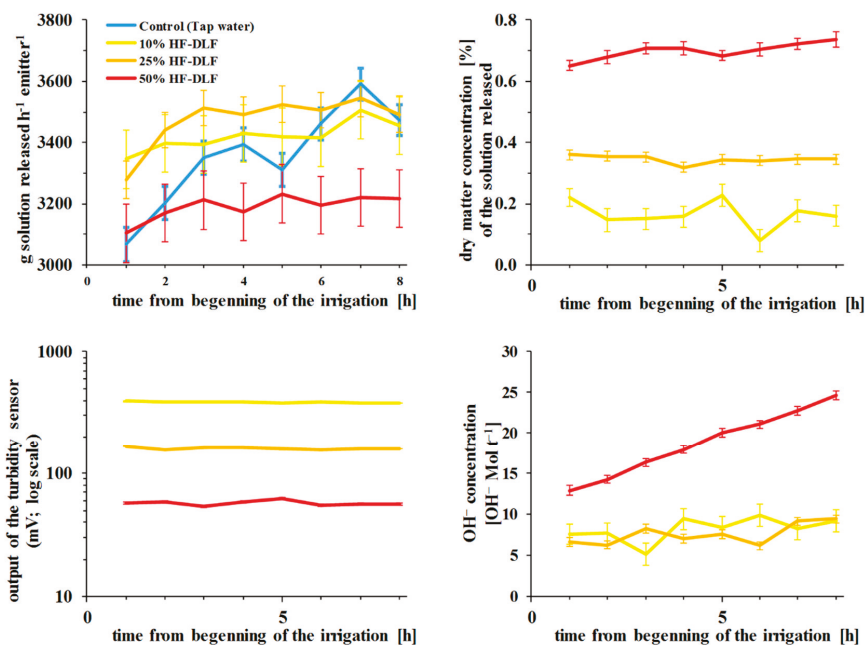 3800
3600
3400
3200
3000
g solution released h⁻¹ emitter⁻¹
Control (Tap water)
10% HF-DLF
25% HF-DLF
50% HF-DLF
0 2 4 6 8
time from begenning of the irrigation [h]
0.8
0.6
0.4
0.2
0.0
dry matter concentration [%]
of the solution released
0 5
time from begenning of the irrigation [h]
1000
100
10
output of the turbidity sensor
(mV; log scale)
0 5
time from begenning of the irrigation [h]
30
25
20
15
10
5
0
OH⁻ concentration
[OH⁻ Mol t⁻¹]
0 5
time from begenning of the irrigation [h]